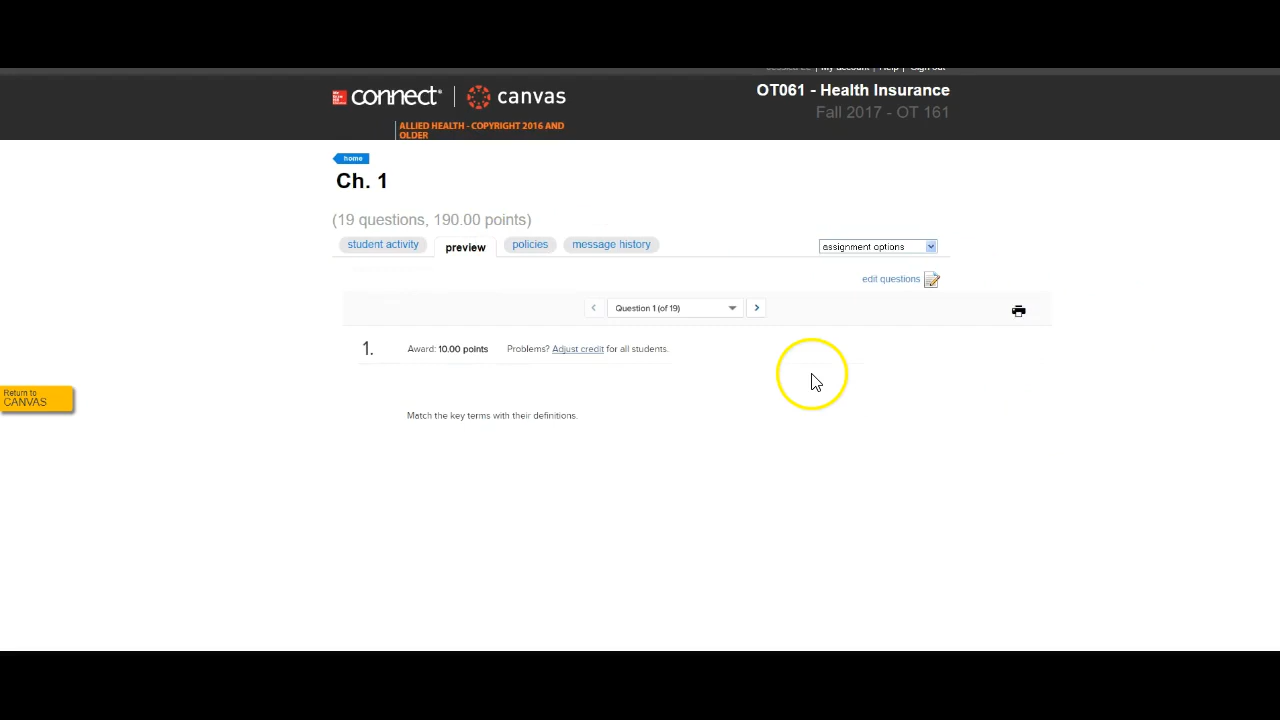 My account | Help | Sign out
connect | canvas
OT061 - Health Insurance
Fall 2017 - OT 161
ALLIED HEALTH - COPYRIGHT 2016 AND
OLDER
home
Ch. 1
(19 questions, 190.00 points)
student activity preview policies message history assignment options
edit questions
Question 1 (of 19)
1. Award: 10.00 points Problems? Adjust credit for all students.
Return to
CANVAS
Match the key terms with their definitions.